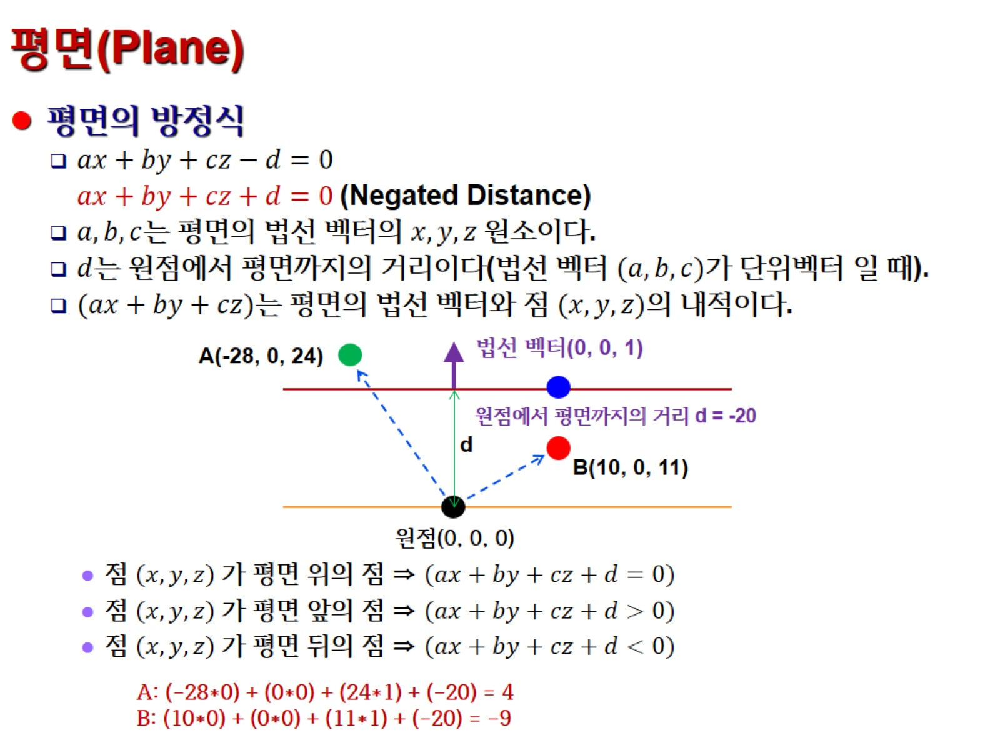 평면(Plane)
● 평면의 방정식
❑ ax + by + cz − d = 0
ax + by + cz + d = 0 (Negated Distance)
❑ a, b, c는 평면의 법선 벡터의 x, y, z 원소이다.
❑ d는 원점에서 평면까지의 거리이다(법선 벡터 (a, b, c)가 단위벡터 일 때).
❑ (ax + by + cz)는 평면의 법선 벡터와 점 (x, y, z)의 내적이다.
법선 벡터(0, 0, 1)
A(-28, 0, 24)
원점에서 평면까지의 거리 d = -20
d
B(10, 0, 11)
원점(0, 0, 0)
● 점 (x, y, z) 가 평면 위의 점 ⇒ (ax + by + cz + d = 0)
● 점 (x, y, z) 가 평면 앞의 점 ⇒ (ax + by + cz + d > 0)
● 점 (x, y, z) 가 평면 뒤의 점 ⇒ (ax + by + cz + d < 0)
A: (-28*0) + (0*0) + (24*1) + (-20) = 4
B: (10*0) + (0*0) + (11*1) + (-20) = -9